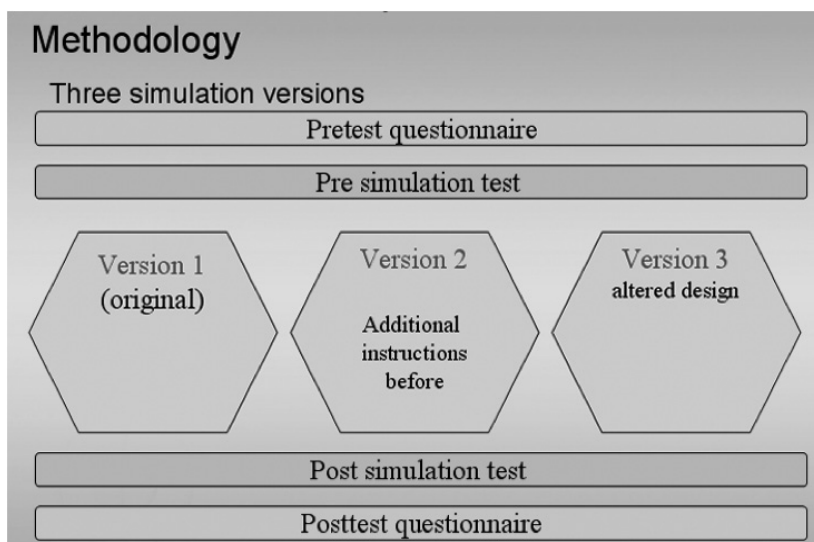 Methodology
Three simulation versions
Pretest questionnaire
Pre simulation test
Version 1
(original)
Version 2
Additional
instructions
before
Version 3
altered design
Post simulation test
Posttest questionnaire